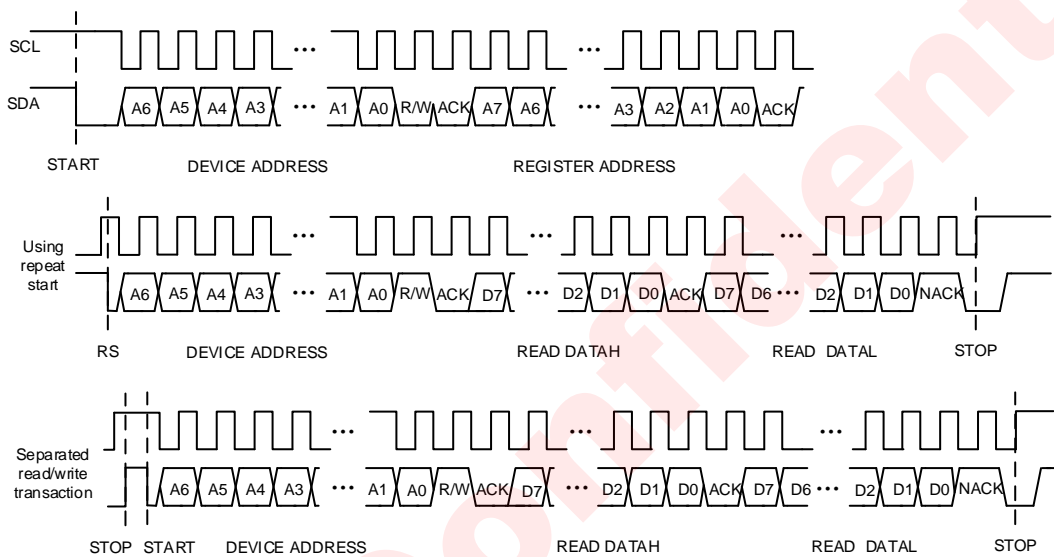 SCL
...
...
SDA
A6 A5 A4 A3 ... A1 A0 R/W ACK A7 A6 ... A3 A2 A1 A0 ACK
START DEVICE ADDRESS REGISTER ADDRESS
Using repeat start
... ... ...
A6 A5 A4 A3 ... A1 A0 R/W ACK D7 ... D2 D1 D0 ACK D7 D6 ... D2 D1 D0 NACK
RS DEVICE ADDRESS READ DATAH READ DATAL STOP
Separated read/write transaction
... ... ...
A6 A5 A4 A3 ... A1 A0 R/W ACK D7 ... D2 D1 D0 ACK D7 D6 ... D2 D1 D0 NACK
STOP START DEVICE ADDRESS READ DATAH READ DATAL STOP
onfident